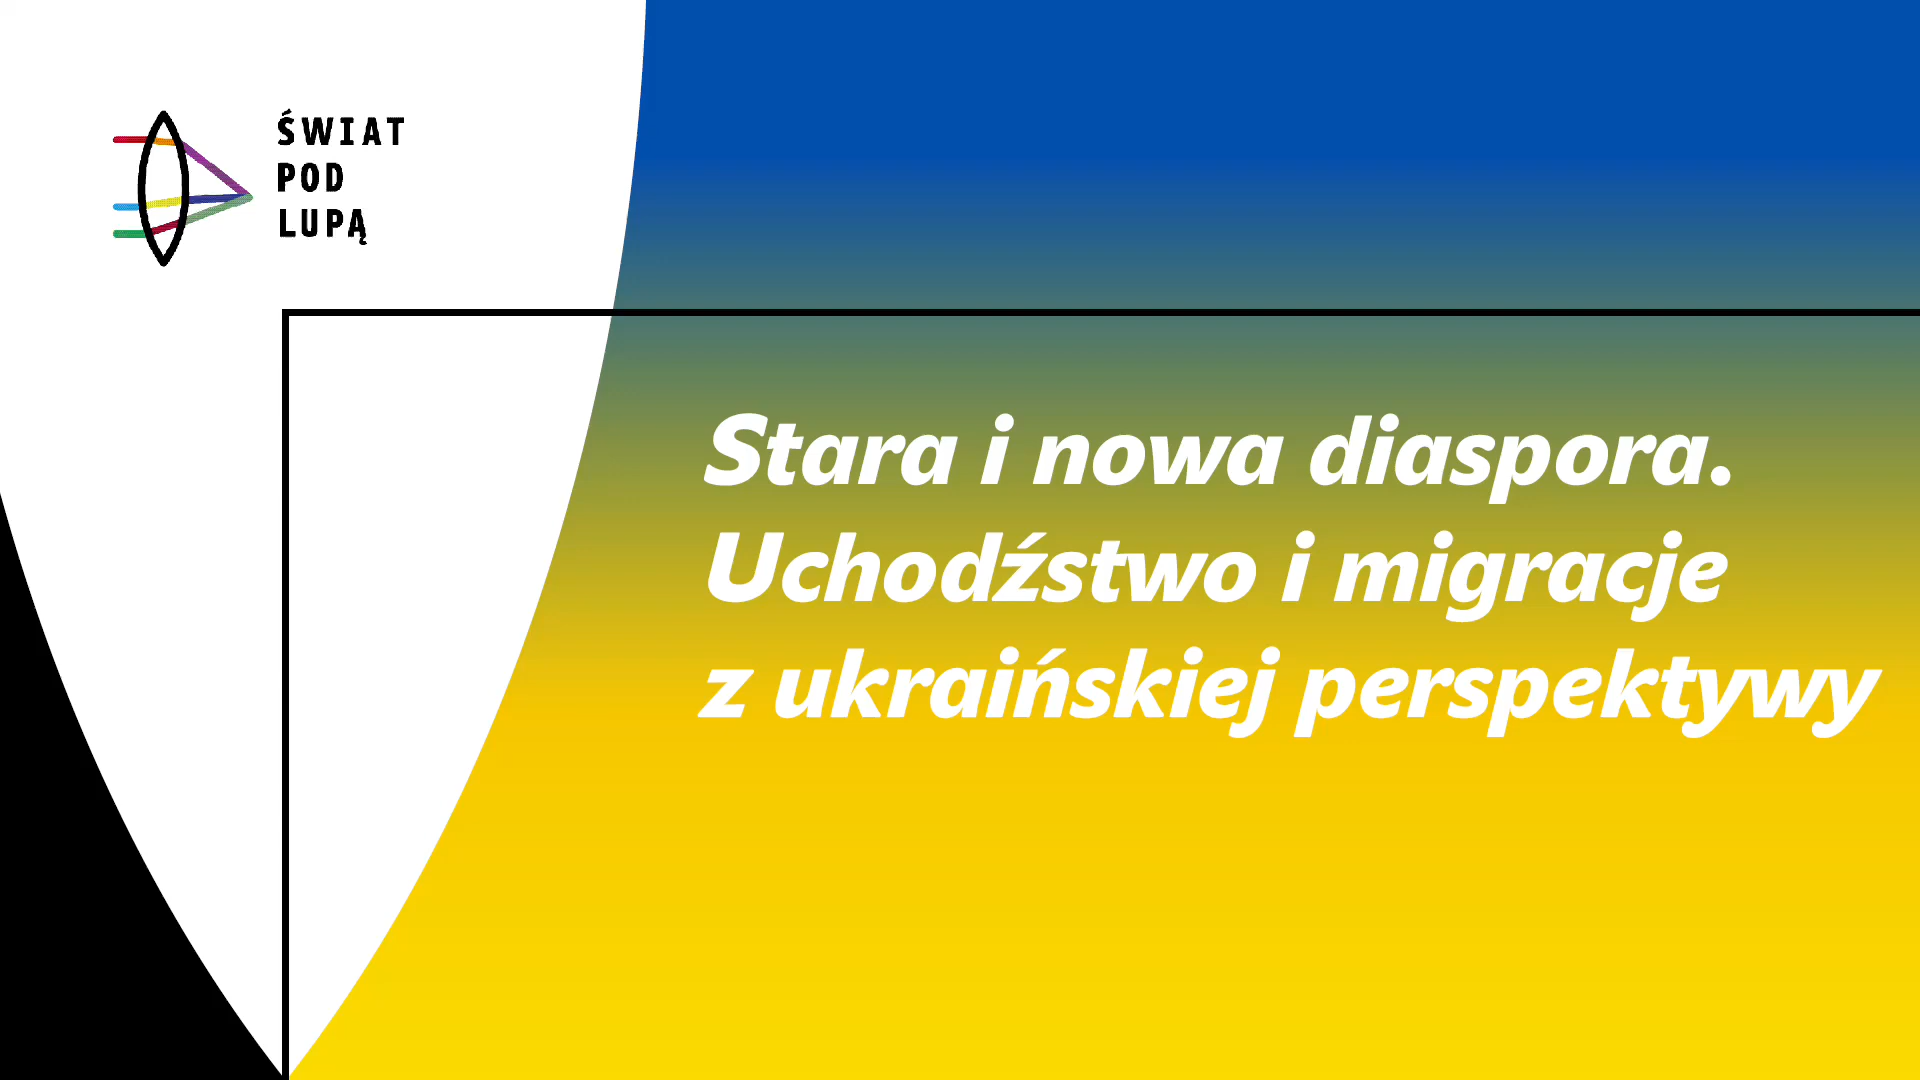 ŚWIAT
POD
LUPĄ
Stara i nowa diaspora.
Uchodźstwo i migracje
z ukraińskiej perspektywy